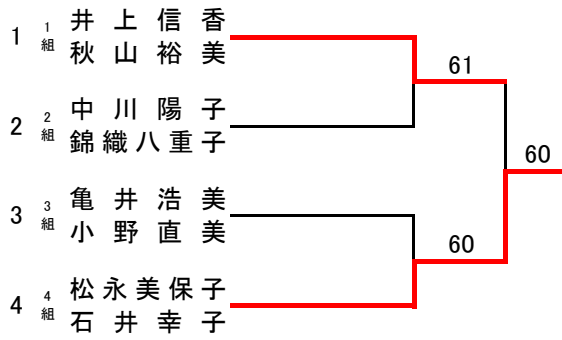 1 1組 井上信香
秋山裕美
61
2 2組 中川陽子
錦織八重子
60
3 3組 亀井浩美
小野直美
60
4 4組 松永美保子
石井幸子